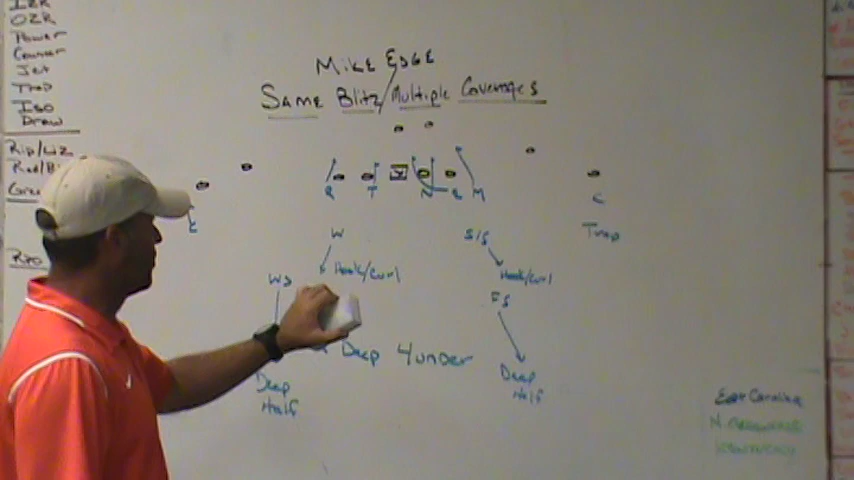 IZR
OZR
Power
Counter
Jet
Trap
Iso
Draw
Rip/Liz
RPO
Mike Edge
Same Blitz/Multiple Coverages
R T N E M
C
C
Trap
W
S/S
Hook/Curl
Hook/Curl
WS
FS
Deep 4 under
Deep
Half
Deep
Half
East Carolina